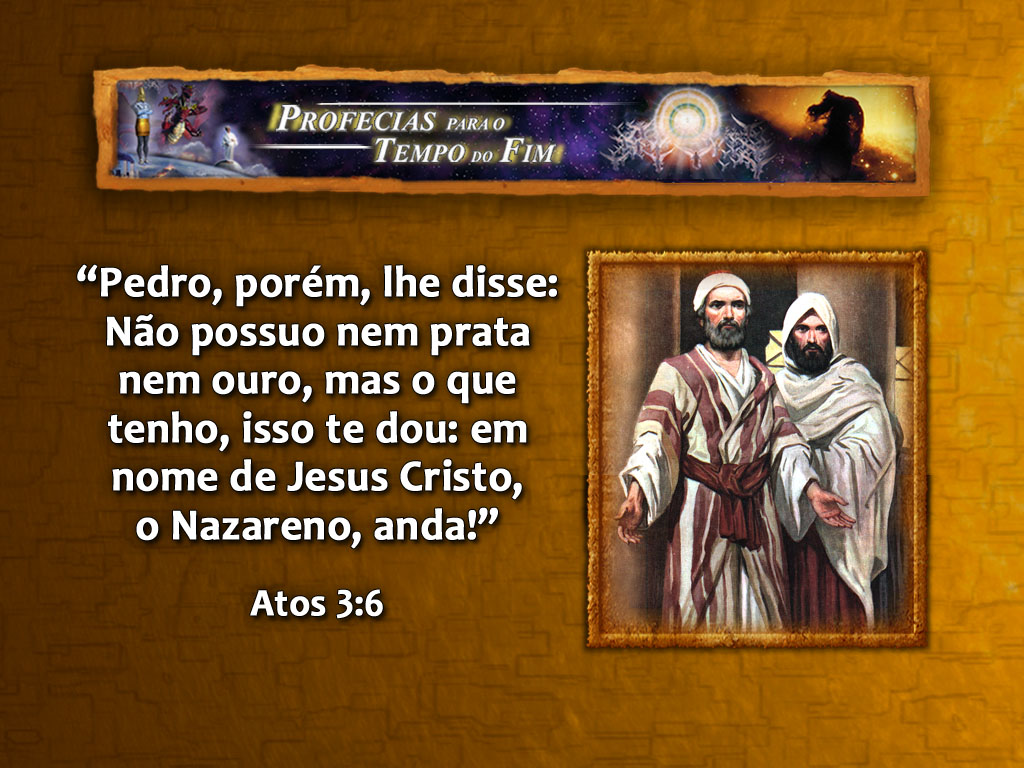 PROFECIAS PARA O
TEMPO DO FIM
“Pedro, porém, lhe disse:
Não possuo nem prata
nem ouro, mas o que
tenho, isso te dou: em
nome de Jesus Cristo,
o Nazareno, anda!”
Atos 3:6